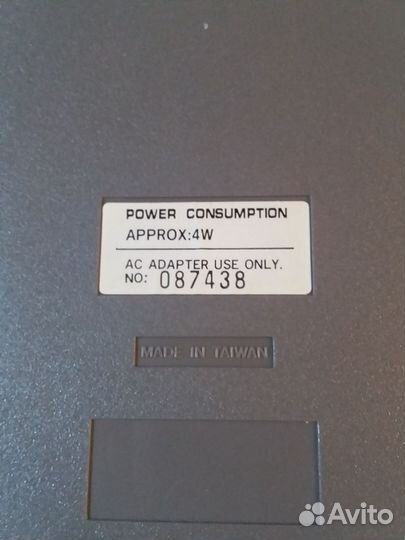 POWER CONSUMPTION
APPROX:4W
AC ADAPTER USE ONLY.
NO: 087438
MADE IN TAIWAN
Avito